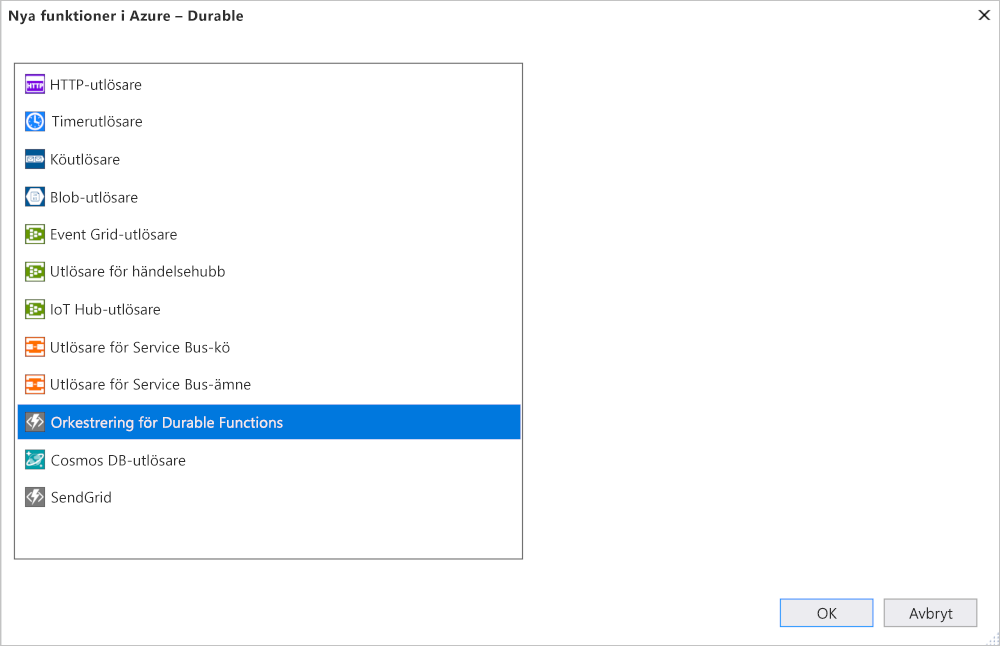 Nya funktioner i Azure – Durable
HTTP HTTP-utlösare
Timerutlösare
Köutlösare
Blob-utlösare
Event Grid-utlösare
Utlösare för händelsehubb
IoT Hub-utlösare
Utlösare för Service Bus-kö
Utlösare för Service Bus-ämne
Orkestrering för Durable Functions
Cosmos DB-utlösare
SendGrid
OK Avbryt